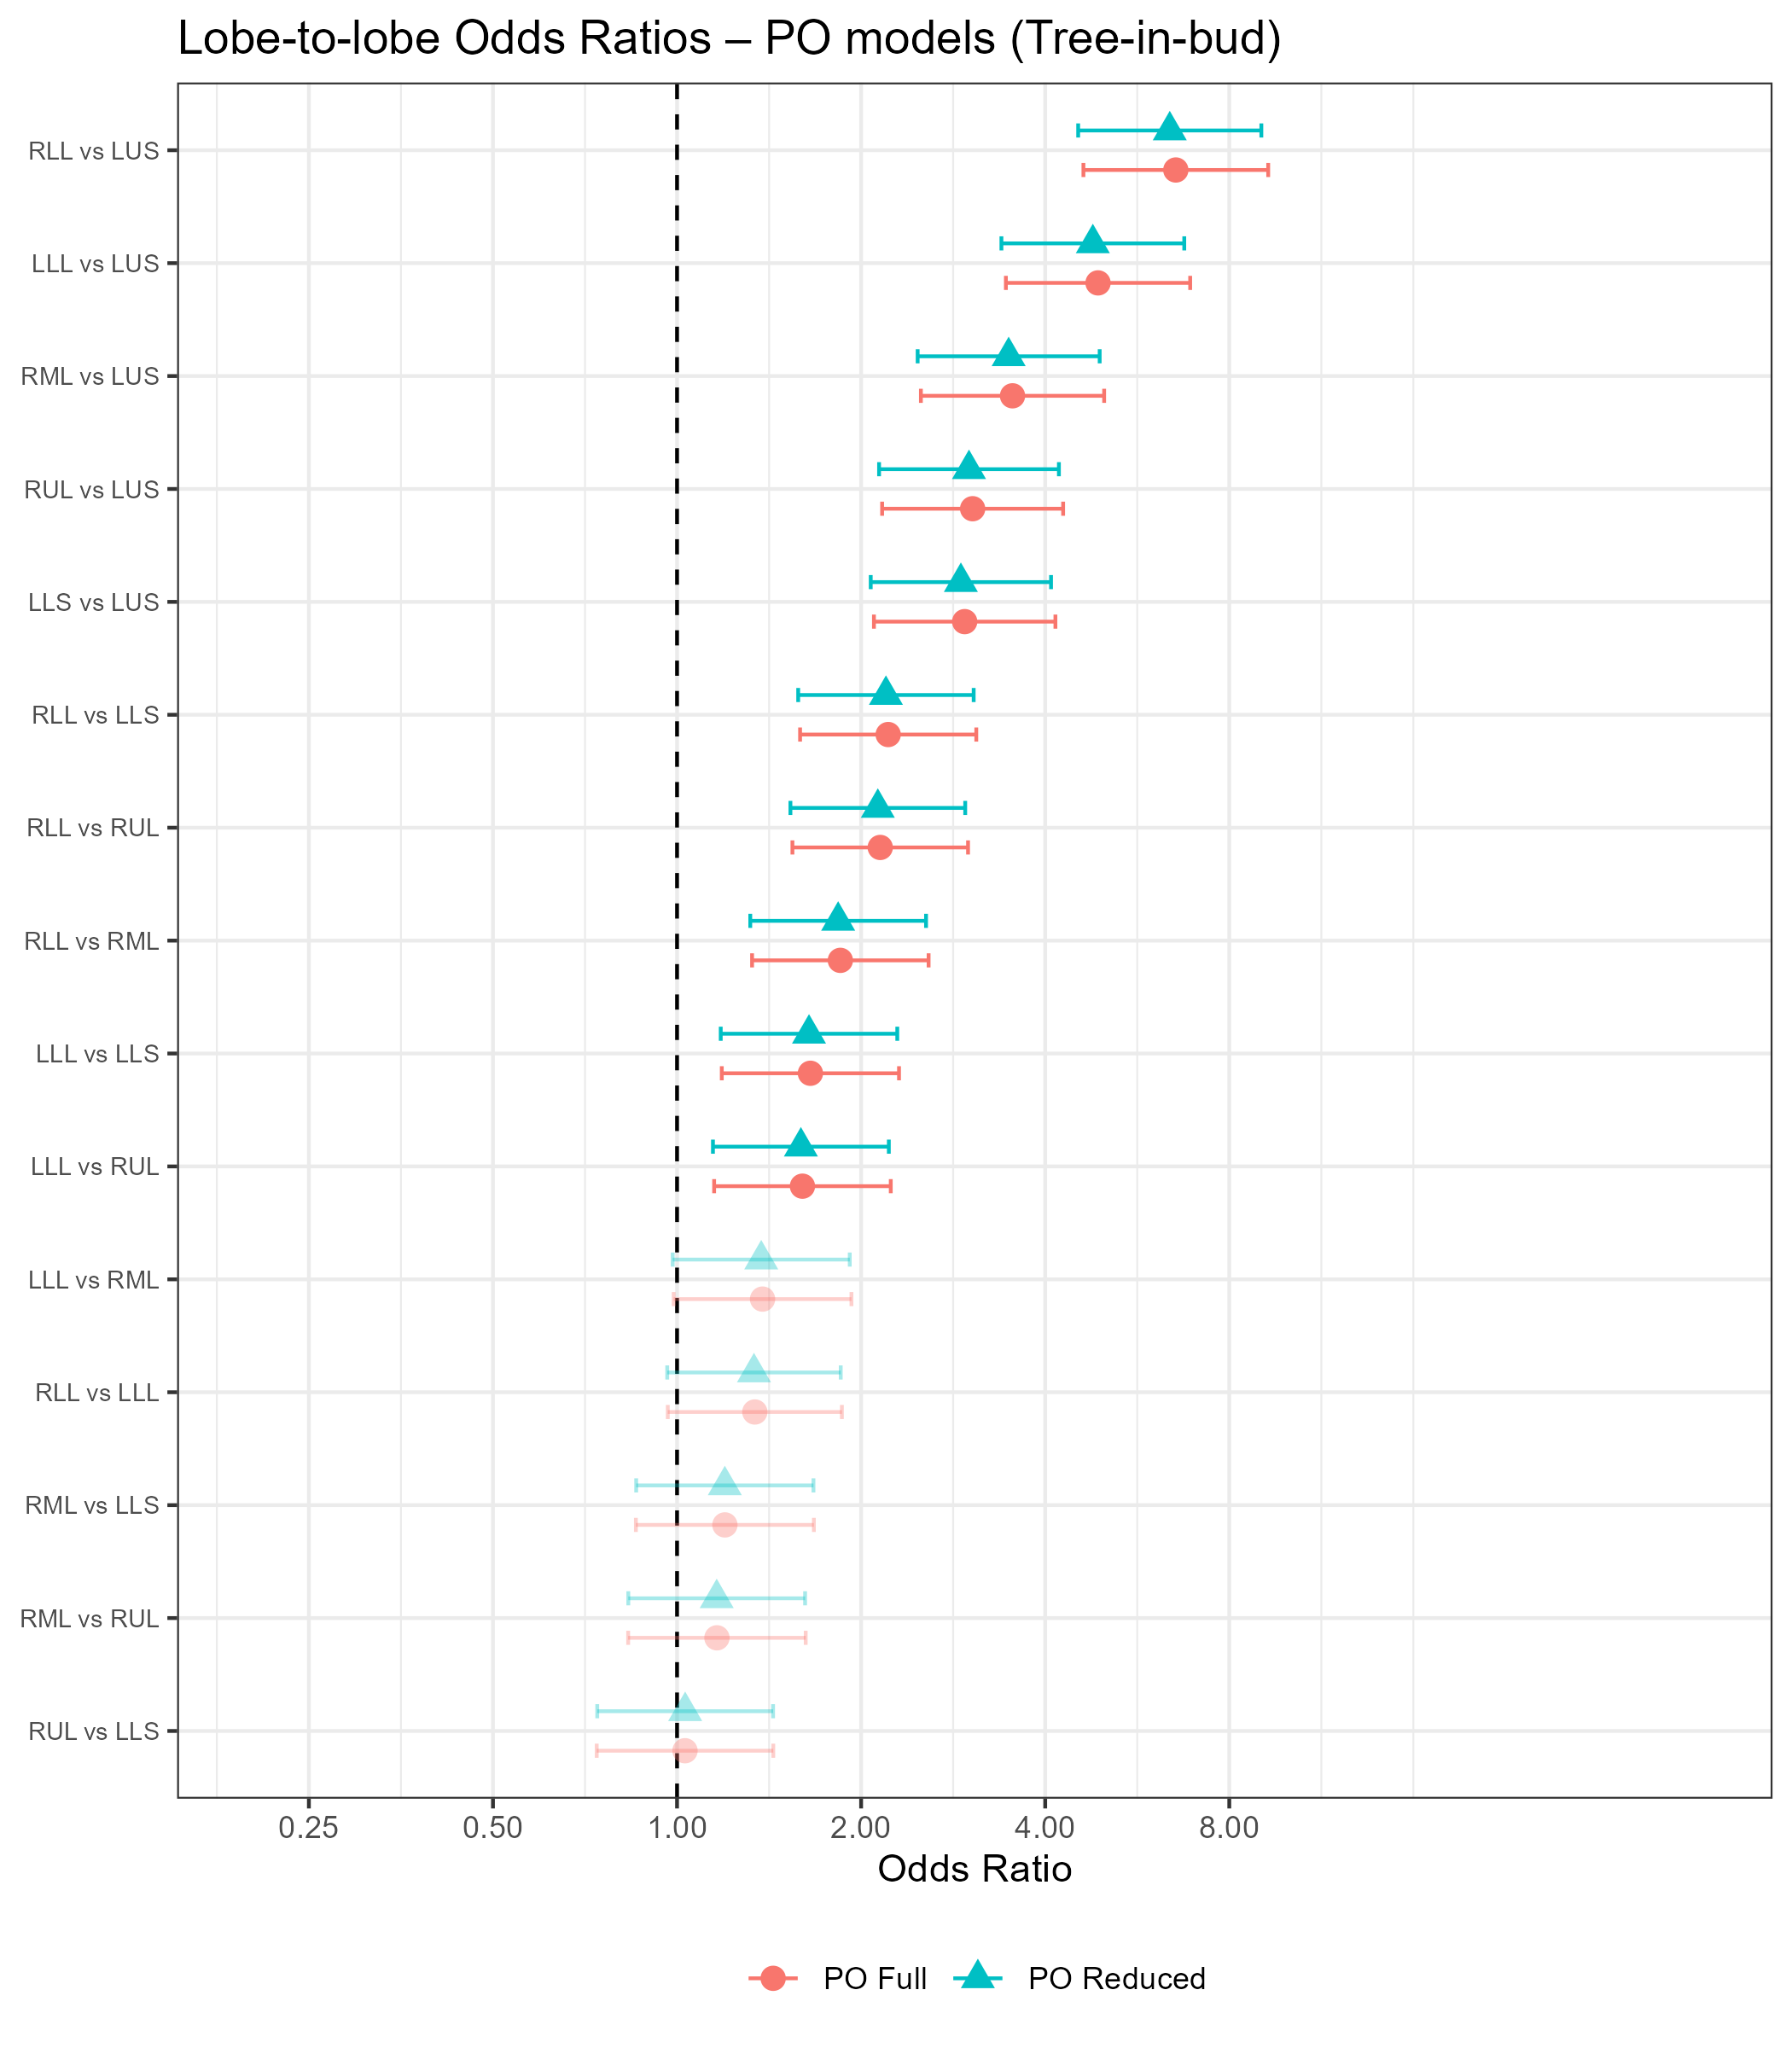 Lobe-to-lobe Odds Ratios – PO models (Tree-in-bud)
RLL vs LUS
LLL vs LUS
RML vs LUS
RUL vs LUS
LLS vs LUS
RLL vs LLS
RLL vs RUL
RLL vs RML
LLL vs LLS
LLL vs RUL
LLL vs RML
RLL vs LLL
RML vs LLS
RML vs RUL
RUL vs LLS
0.25 0.50 1.00 2.00 4.00 8.00
Odds Ratio
PO Full PO Reduced